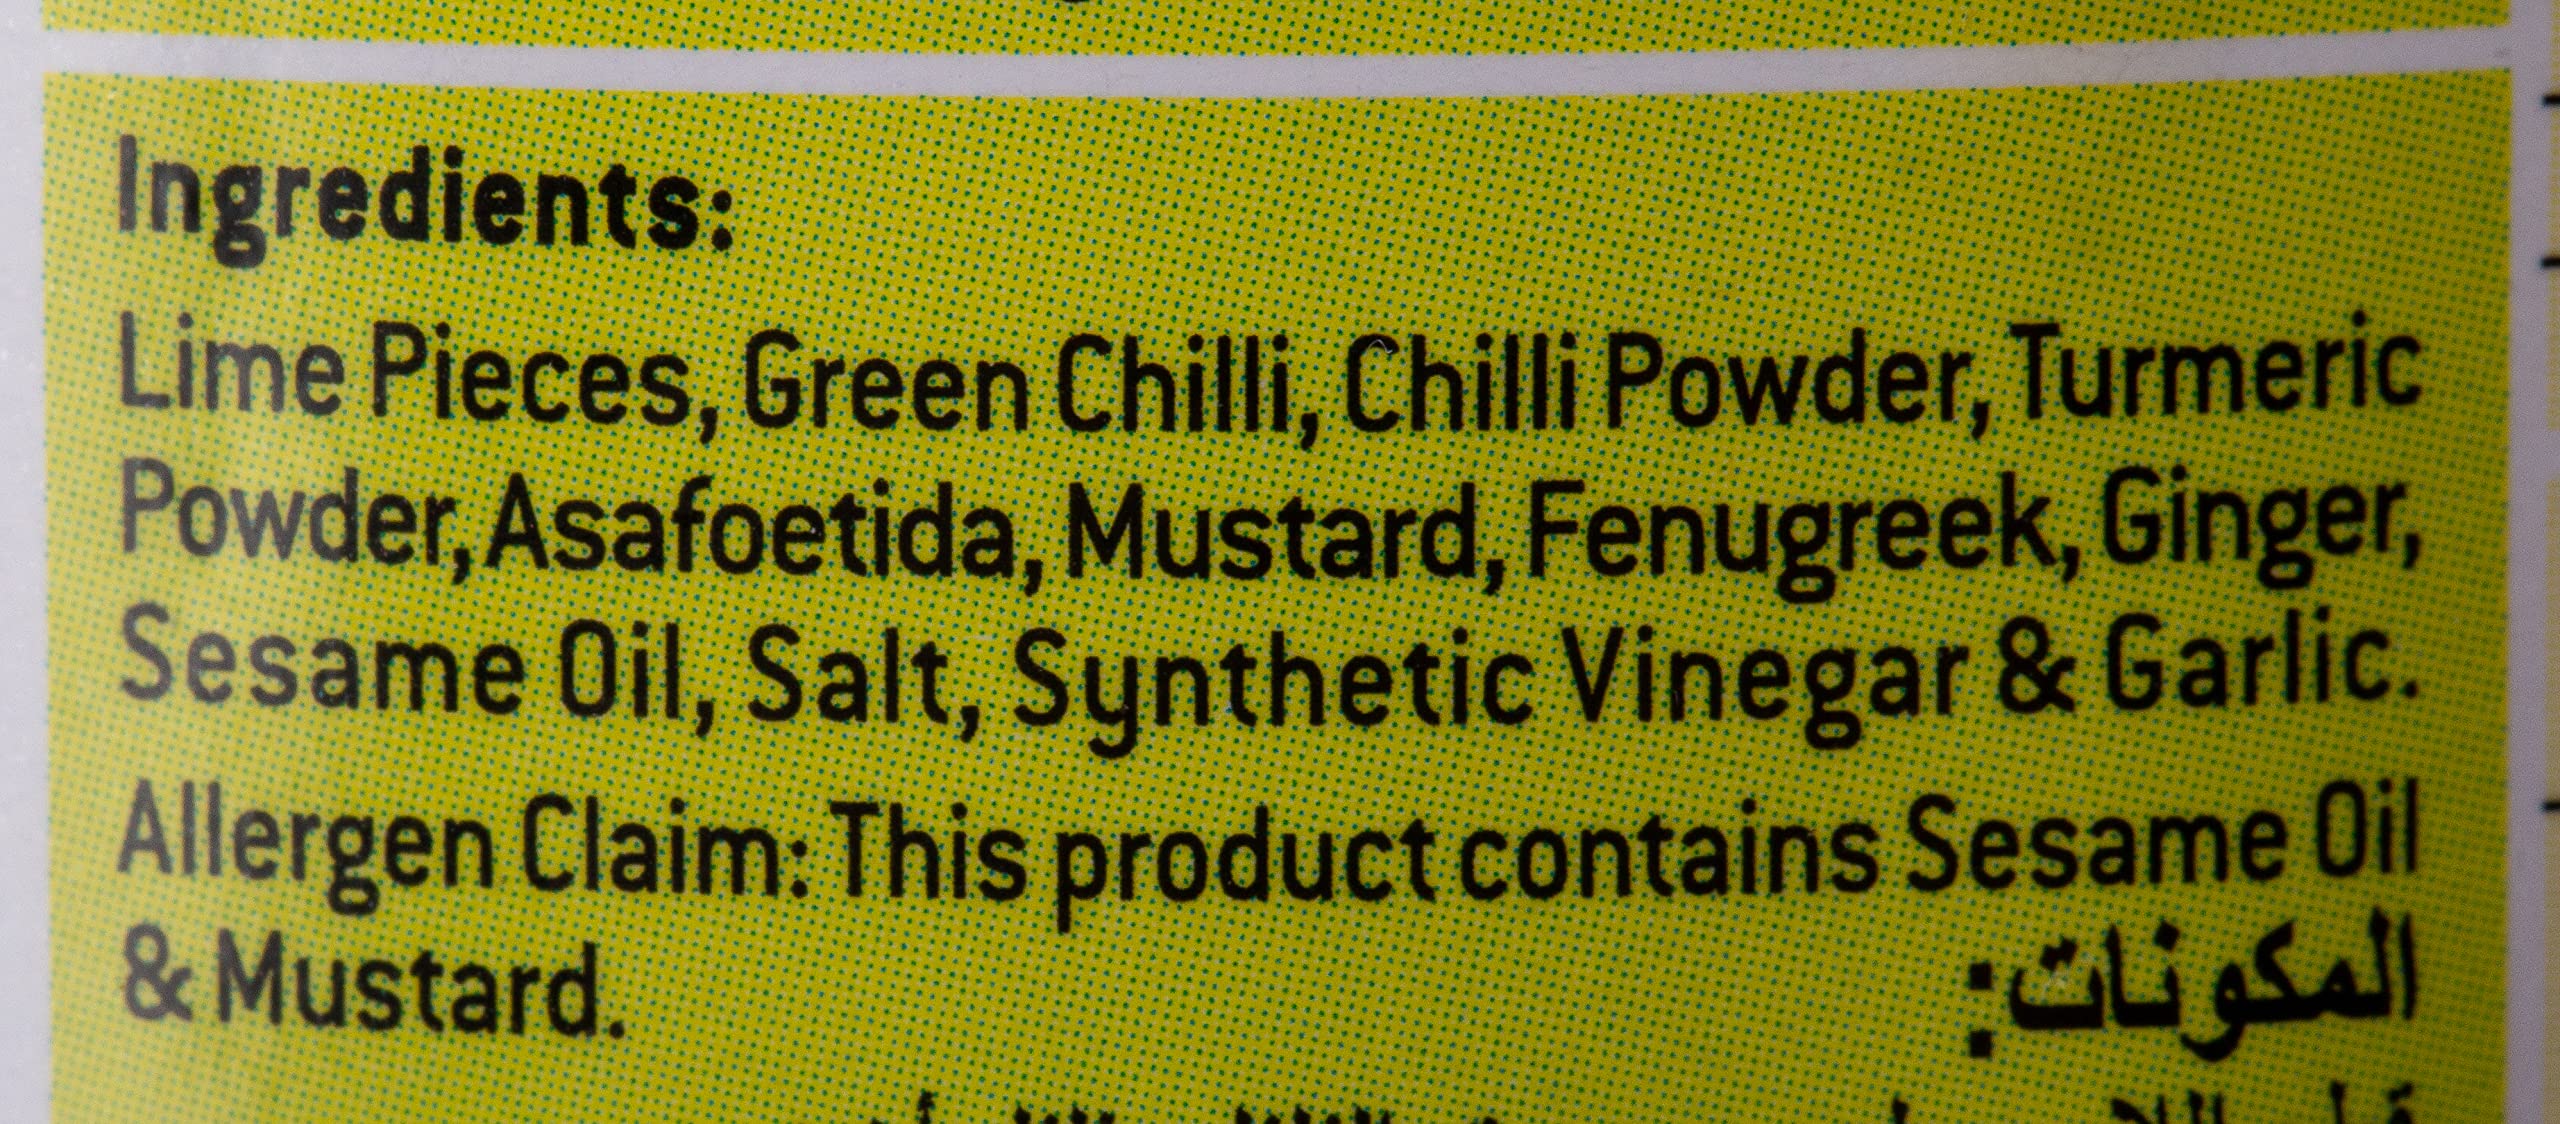 Ingredients:
Lime Pieces, Green Chilli, Chilli Powder, Turmeric
Powder, Asafoetida, Mustard, Fenugreek, Ginger,
Sesame Oil, Salt, Synthetic Vinegar & Garlic.
Allergen Claim: This product contains Sesame Oil
& Mustard.
المكونات: